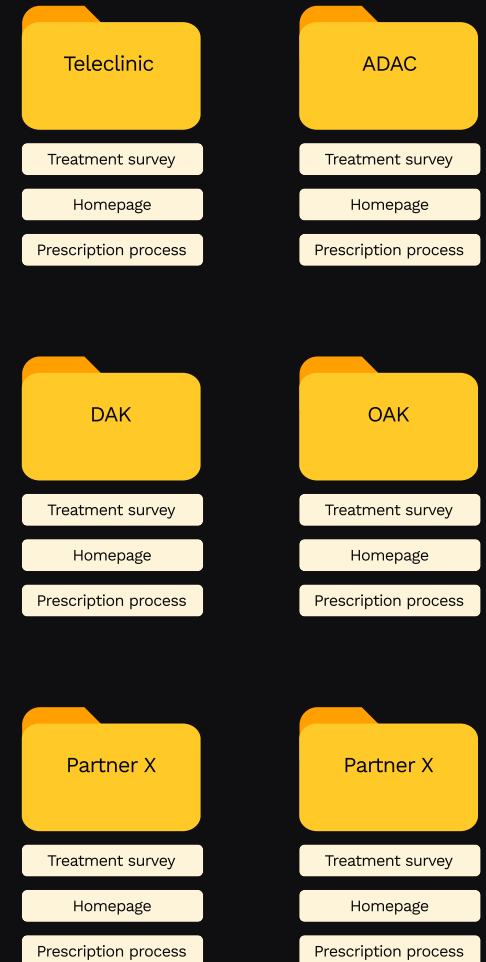 Teleclinic
Treatment survey
Homepage
Prescription process
ADAC
Treatment survey
Homepage
Prescription process
DAK
Treatment survey
Homepage
Prescription process
OAK
Treatment survey
Homepage
Prescription process
Partner X
Treatment survey
Homepage
Prescription process
Partner X
Treatment survey
Homepage
Prescription process